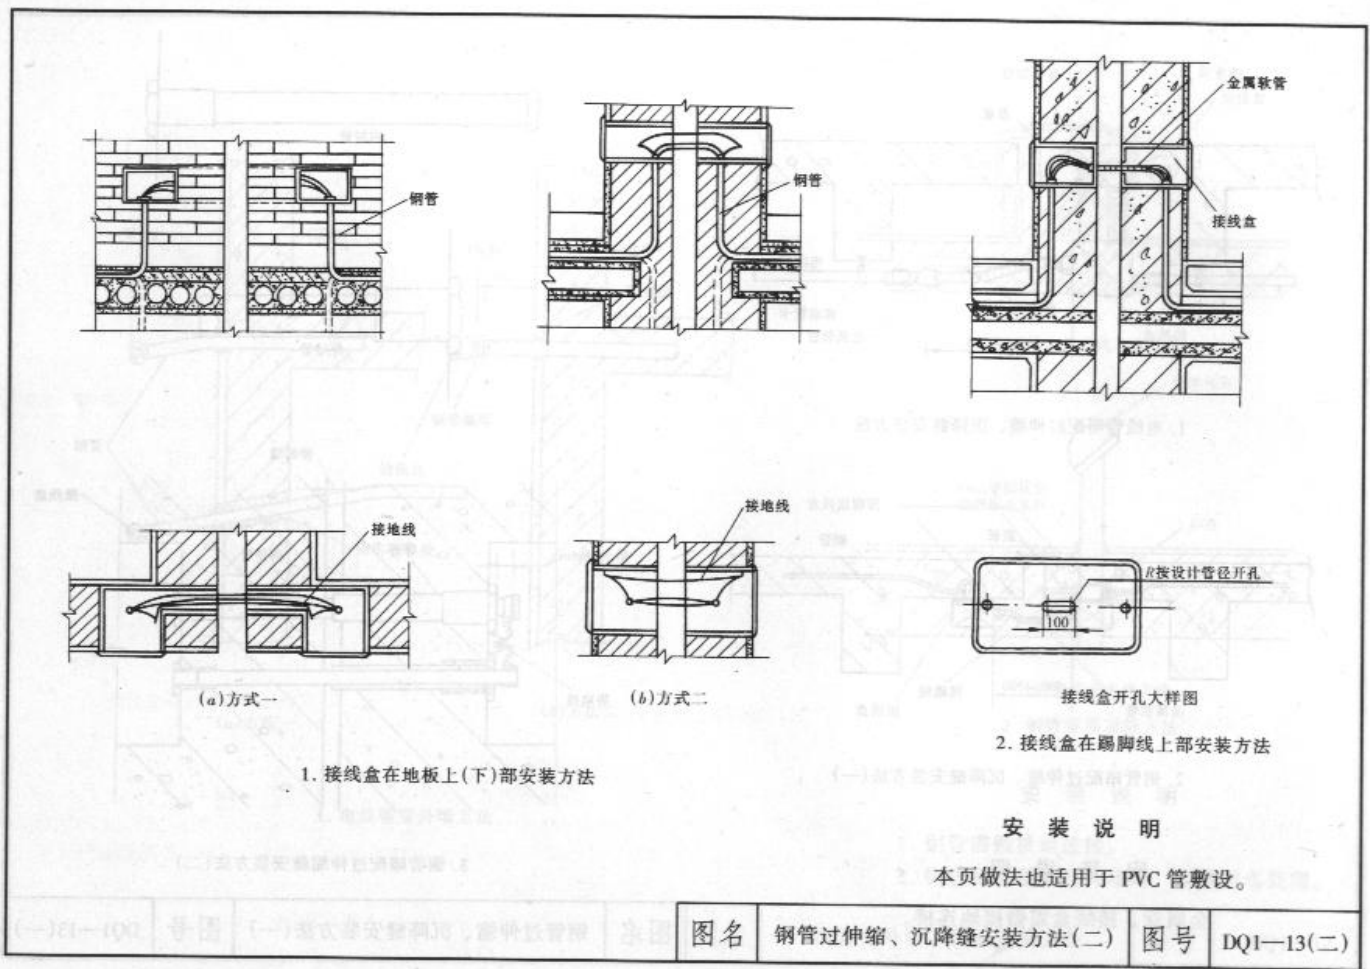 金属软管
钢管
钢管
接线盒
接地线
接地线
R按设计管径开孔
100
(a)方式一
(b)方式二
接线盒开孔大样图
1. 接线盒在地板上(下)部安装方法
2. 接线盒在踢脚线上部安装方法
安 装 说 明
本页做法也适用于 PVC 管敷设。
图名 钢管过伸缩、沉降缝安装方法(二) 图号 DQ1—13(二)